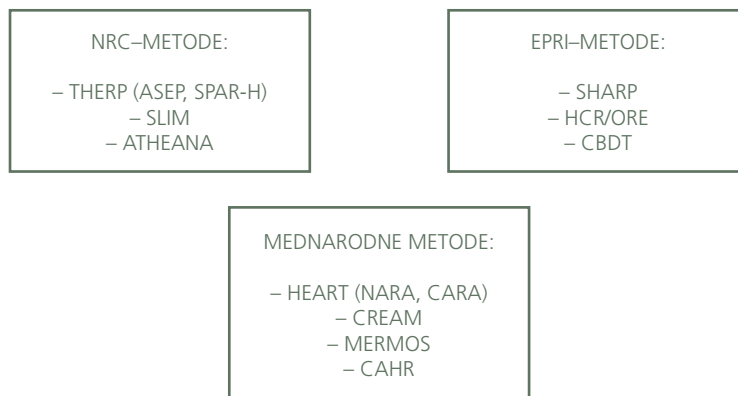 NRC–METODE:
– THERP (ASEP, SPAR-H)
– SLIM
– ATHEANA
EPRI–METODE:
– SHARP
– HCR/ORE
– CBDT
MEDNARODNE METODE:
– HEART (NARA, CARA)
– CREAM
– MERMOS
– CAHR